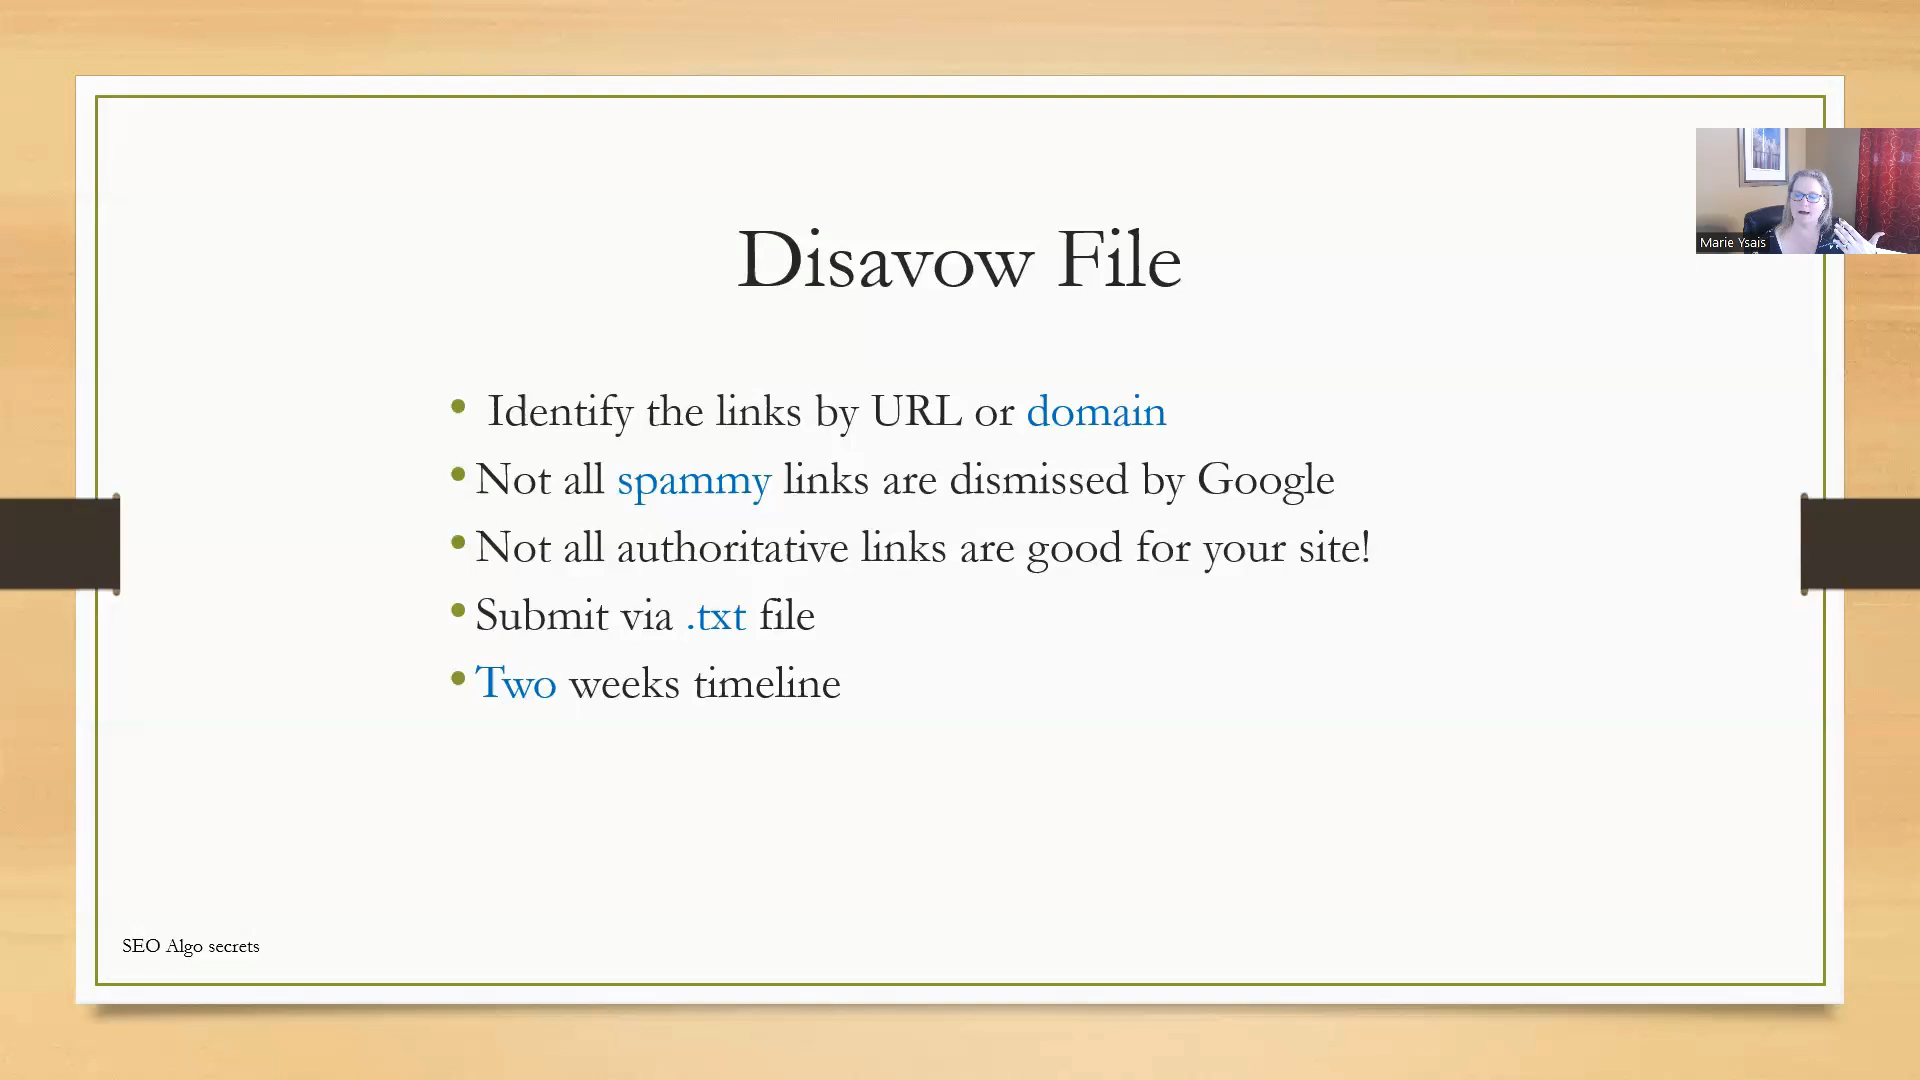 Disavow File
Marie Ysais
• Identify the links by URL or domain
• Not all spammy links are dismissed by Google
• Not all authoritative links are good for your site!
• Submit via .txt file
• Two weeks timeline
SEO Algo secrets